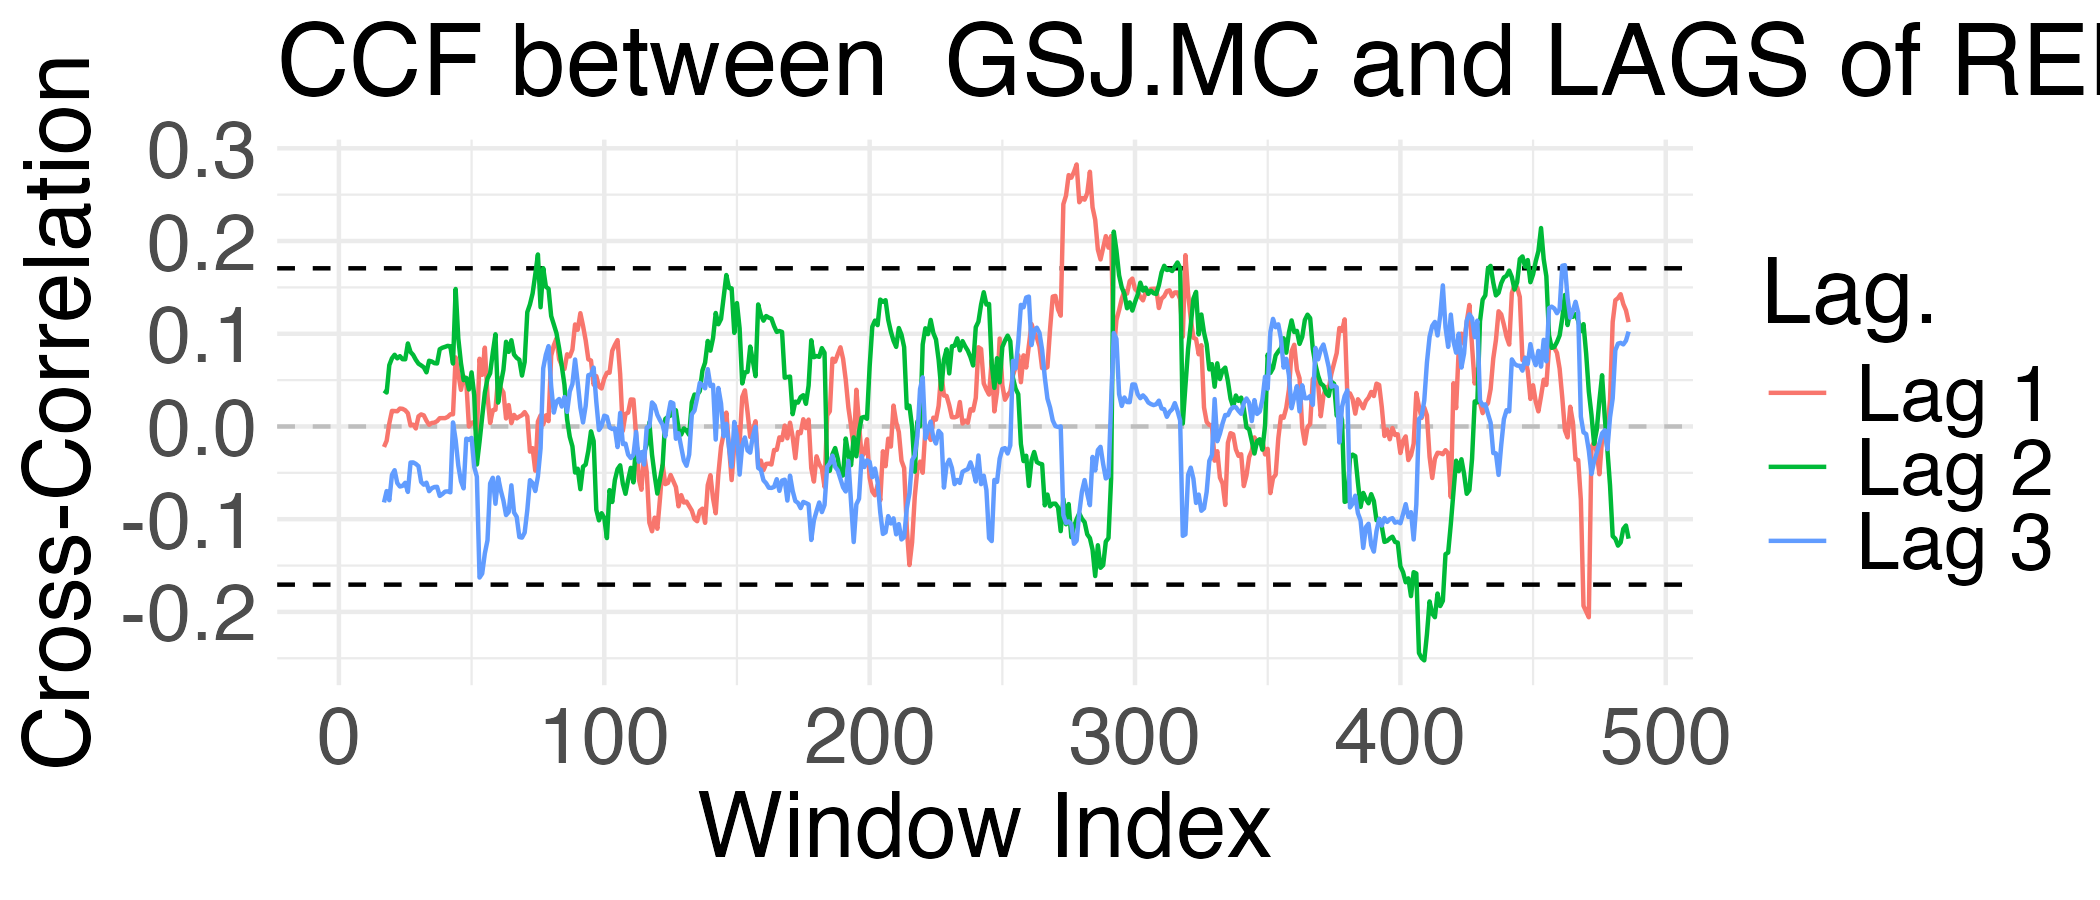 CCF between  GSJ.MC and LAGS of
Cross-Correlation
0.3
0.2
0.1
0.0
-0.1
-0.2
0 100 200 300 400 500
Window Index
Lag.
Lag 1
Lag 2
Lag 3